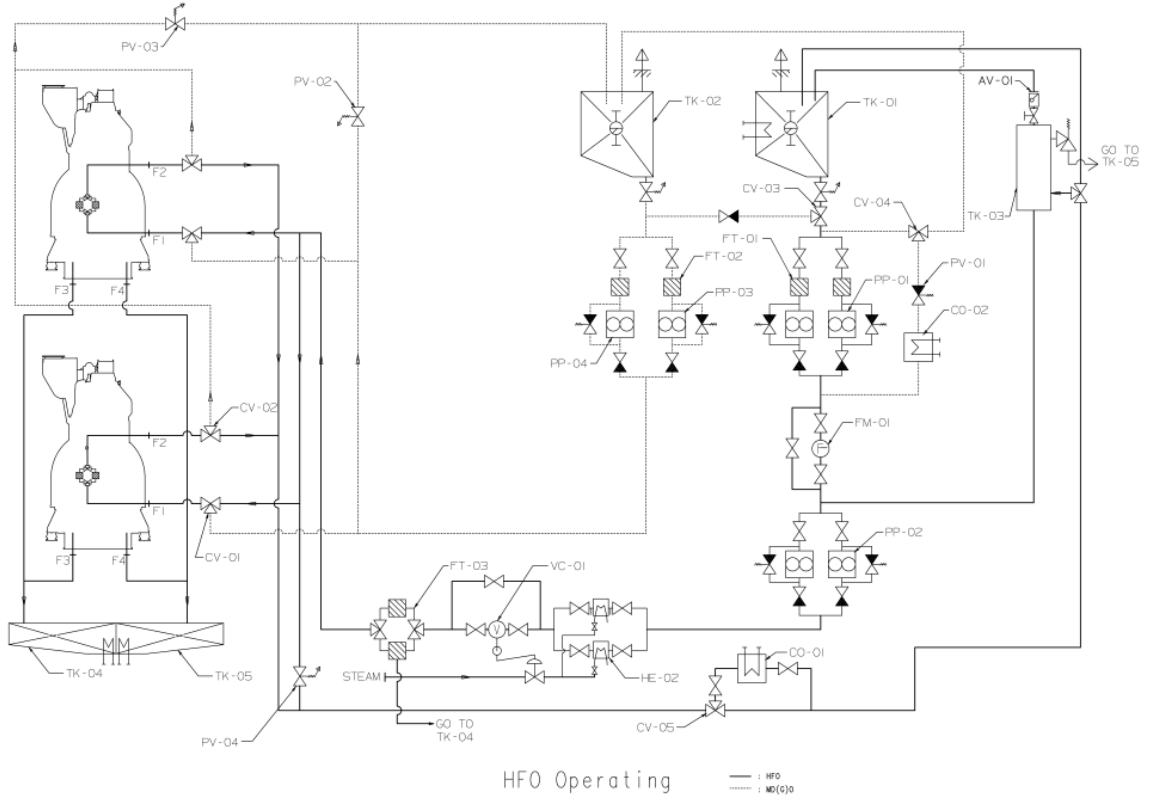 PV-03
PV-02
TK-02
TK-01
AV-01
GO TO
TK-05
F2
CV-03
CV-04
TK-03
F1
FT-01
FT-02
PV-01
F3
F4
PP-03
PP-01
CO-02
PP-04
CV-02
F2
FM-01
F1
PP-02
F3
F4
CV-01
FT-03
VC-01
V
F
M
M
TK-04
TK-05
STEAM
HE-02
CO-01
GO TO
TK-04
CV-05
PV-04
HFO Operating
: HFO
: MD(G)O